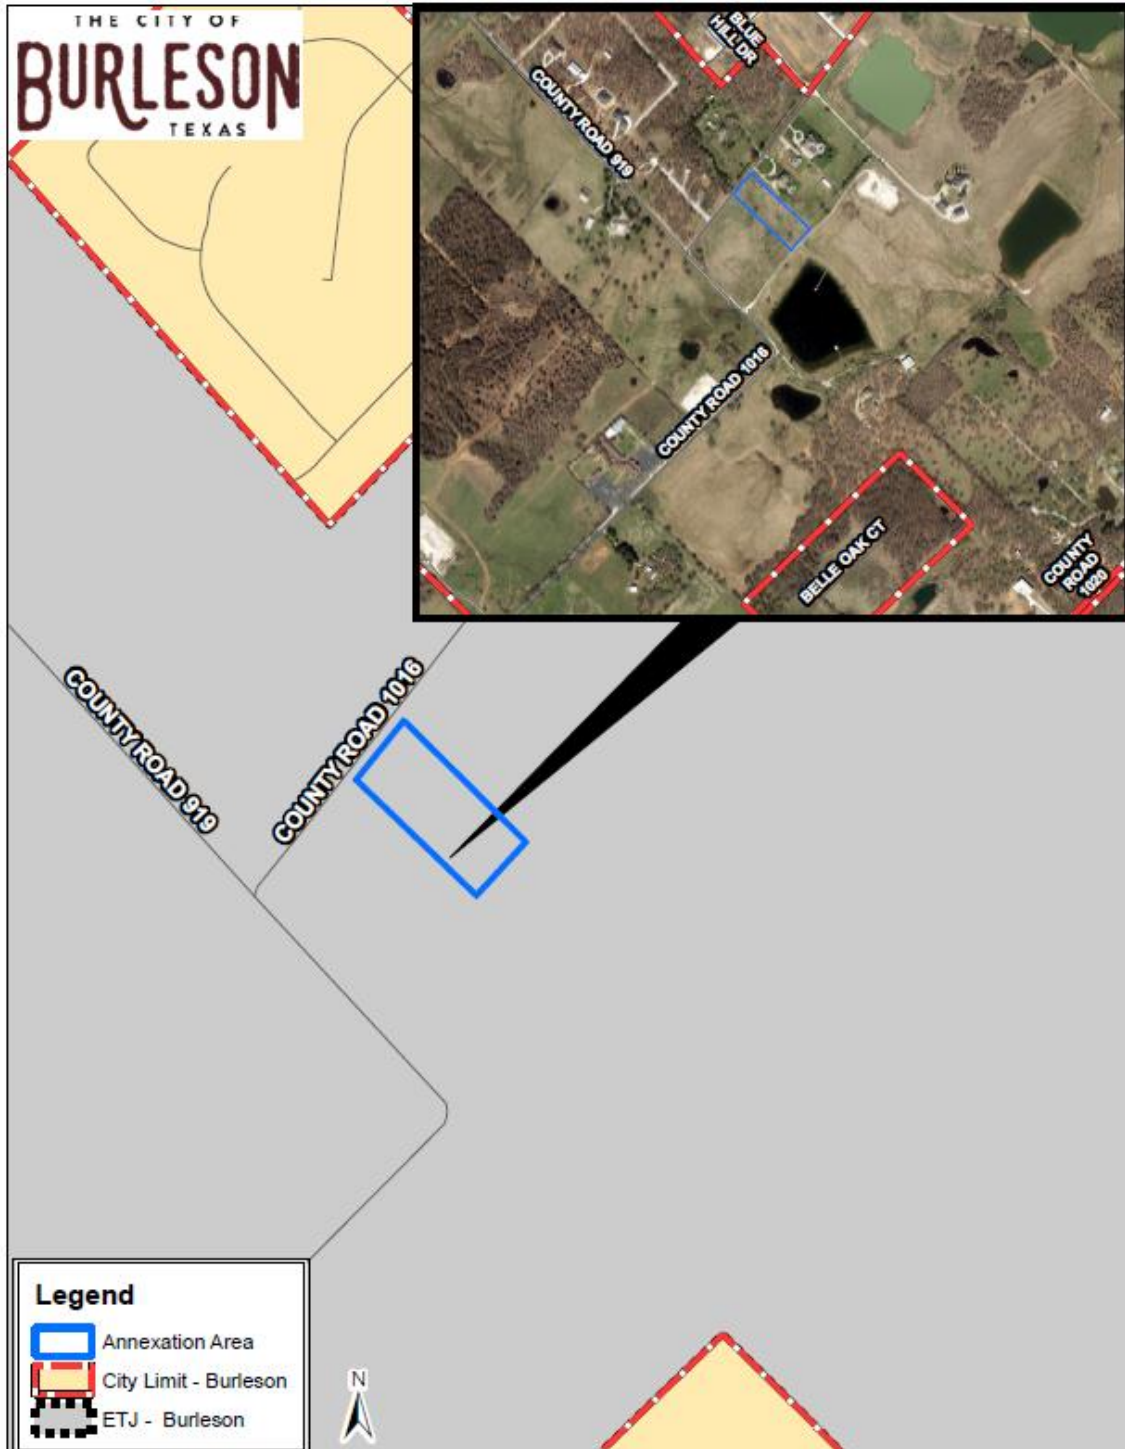 THE CITY OF
BURLESON
TEXAS
BLUE
HILL DR
COUNTY ROAD 919
COUNTY ROAD 1016
BELLE OAK CT
COUNTY
ROAD
1020
COUNTY ROAD 919
COUNTY ROAD 1016
Legend
Annexation Area
City Limit - Burleson
ETJ - Burleson
N